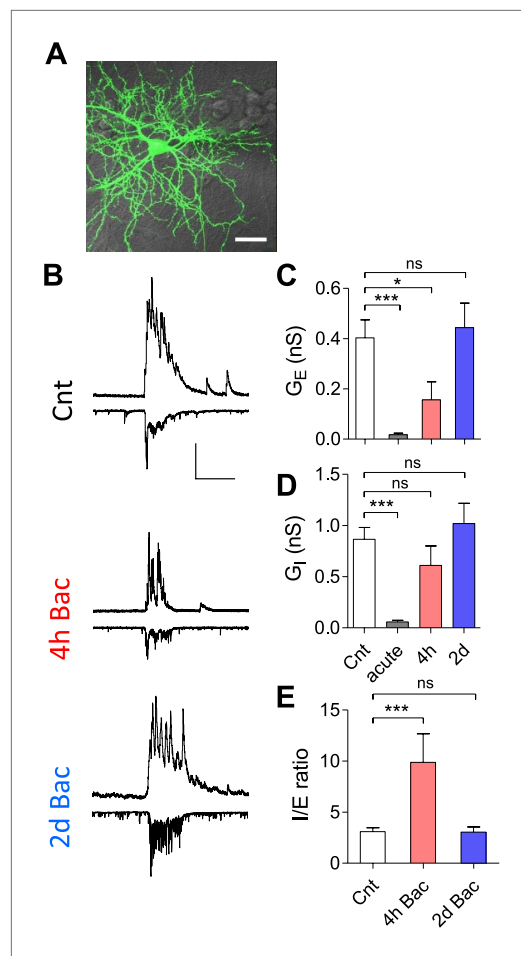 A
B
Cnt
4h Bac
2d Bac
C
ns
*
***
0.6
0.4
0.2
0.0
G_E (nS)
D
ns
ns
***
1.5
1.0
0.5
0.0
G_I (nS)
Cnt
acute
4h
2d
E
ns
***
15
10
5
0
I/E ratio
Cnt
4h Bac
2d Bac